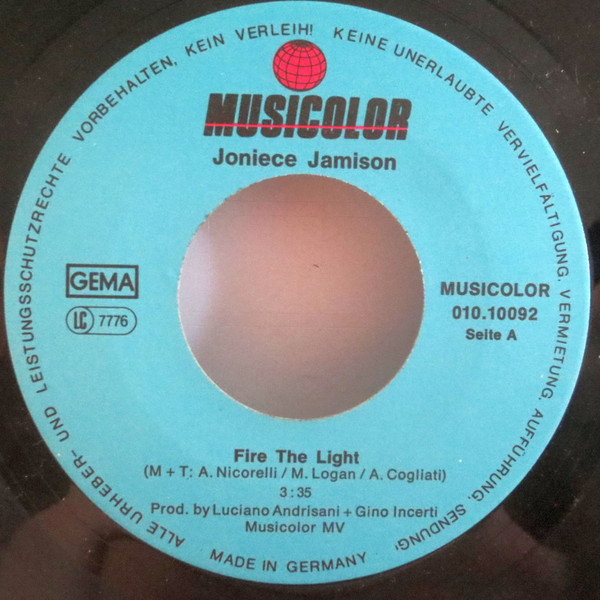 ALLE URHEBER- UND LEISTUNGSSCHUTZRECHTE VORBEHALTEN, KEIN VERLEIH! KEINE UNERLAUBTE VERVIELFÄLTIGUNG, VERMIETUNG, AUFFÜHRUNG, SENDUNG!
MUSICOLOR
Joniece Jamison
GEMA
LC 7776
MUSICOLOR
010.10092
Seite A
Fire The Light
(M + T: A. Nicorelli / M. Logan / A. Cogliati)
3:35
Prod. by Luciano Andrisani + Gino Incerti
Musicolor MV
MADE IN GERMANY